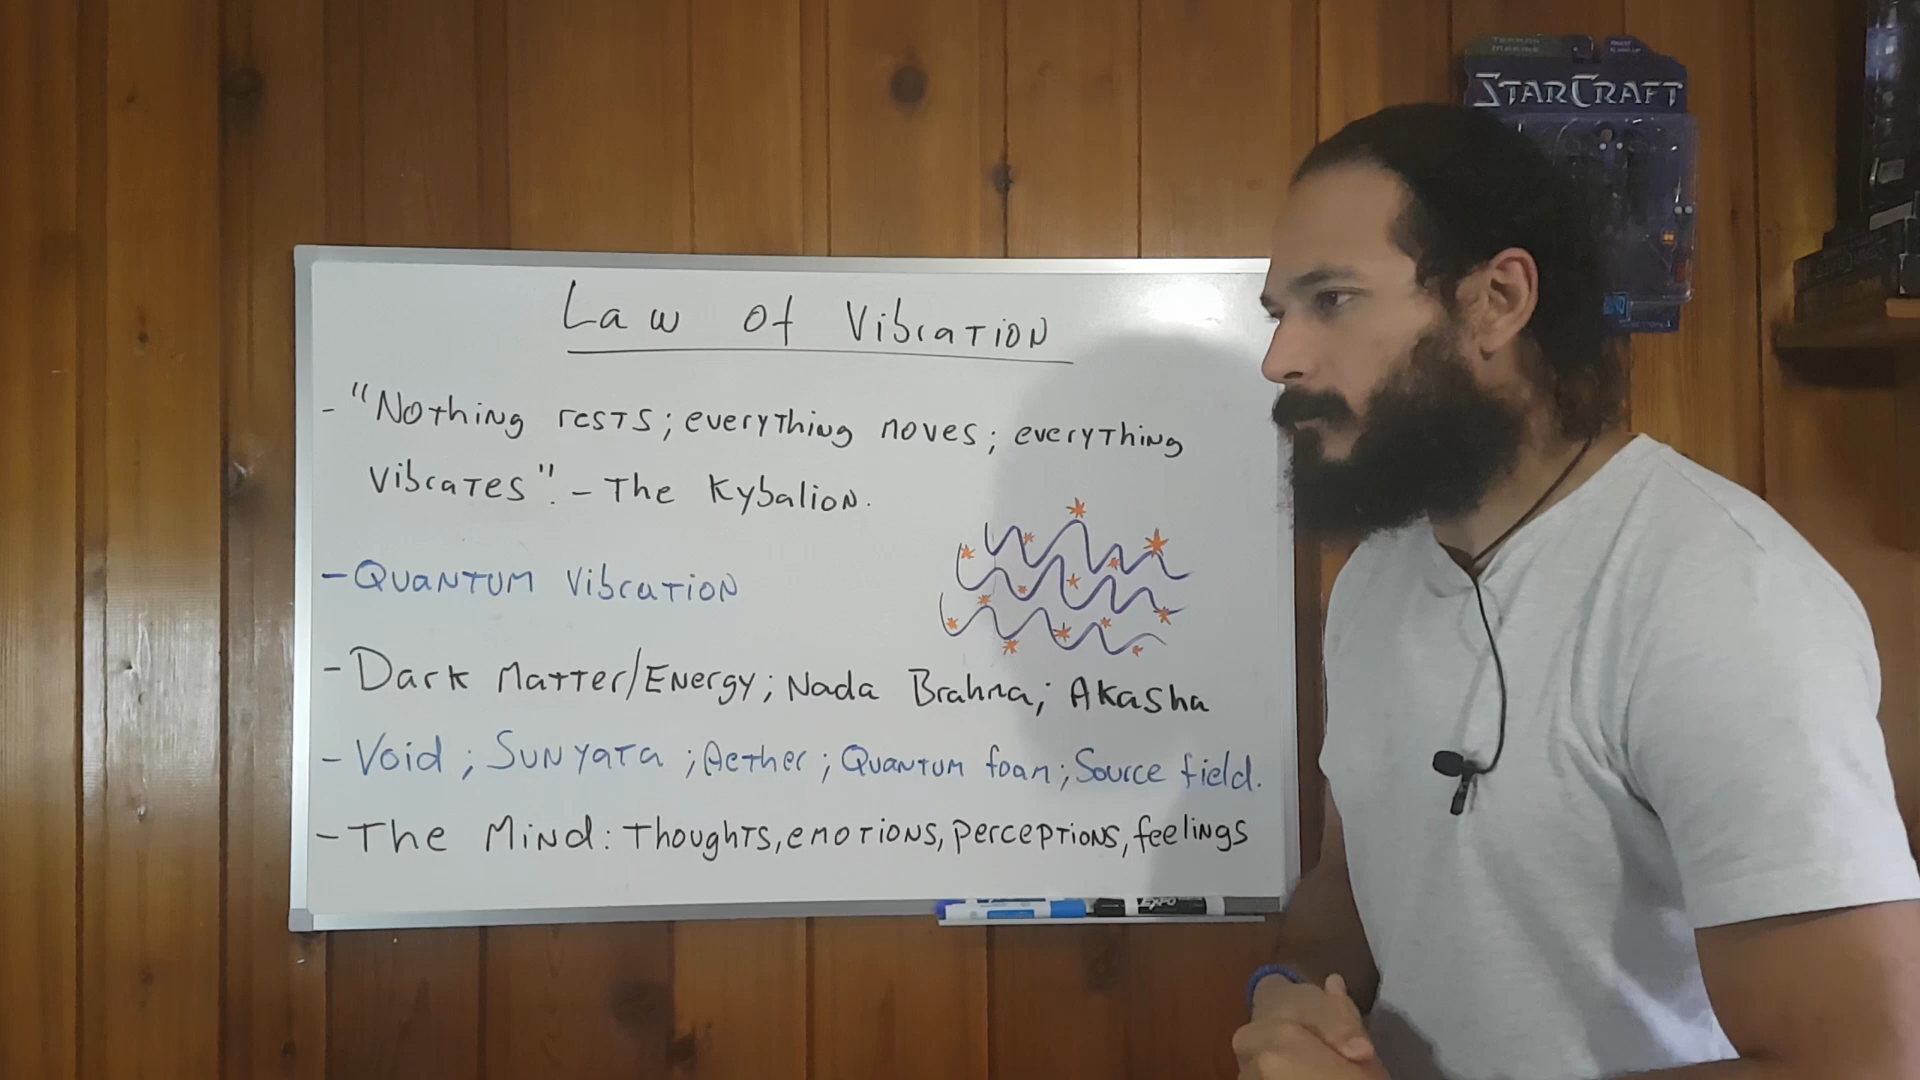 STARCRAFT
Law of Vibration
- "Nothing rests; everything moves; everything
vibrates". - The Kybalion.
- Quantum Vibration
- Dark Matter/Energy; Nada Brahma; Akasha
- Void; Sunyata; Aether; Quantum foam; Source field.
- The Mind: Thoughts, emotions, perceptions, feelings
EXPO